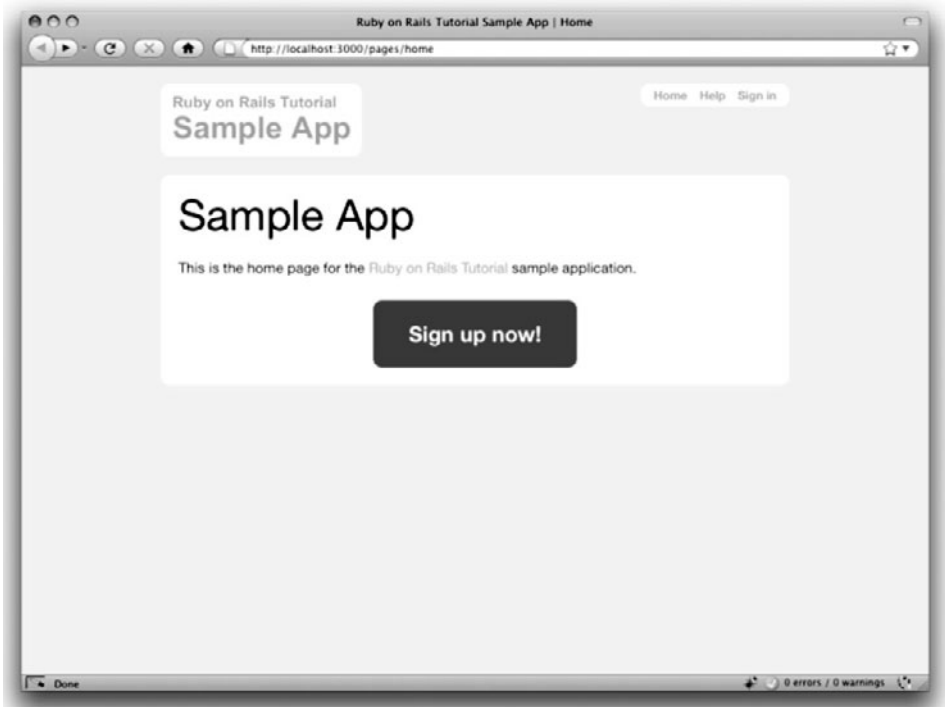 Ruby on Rails Tutorial Sample App | Home
http://localhost:3000/pages/home
Ruby on Rails Tutorial
Sample App
Home Help Sign in
Sample App
This is the home page for the Ruby on Rails Tutorial sample application.
Sign up now!
Done
0 errors / 0 warnings